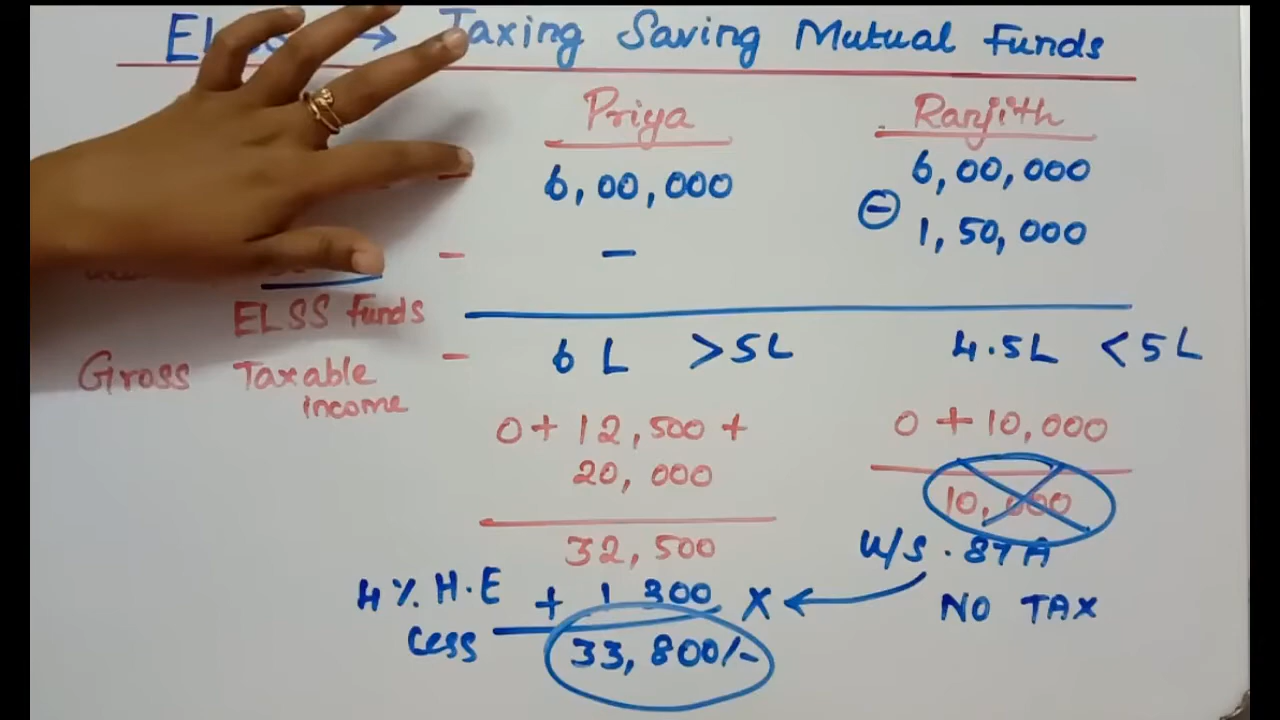 → Taxing Saving Mutual Funds
Priya Ranjith
6,00,000 6,00,000
- ⊖ 1,50,000
ELSS Funds
Gross Taxable income - 6 L >5L 4.5L <5L
0 + 12,500 + 0 + 10,000
20,000
10,000
32,500 U/S. 87A
4% H.E + 1 300 X ← NO TAX
Cess 33,800/-